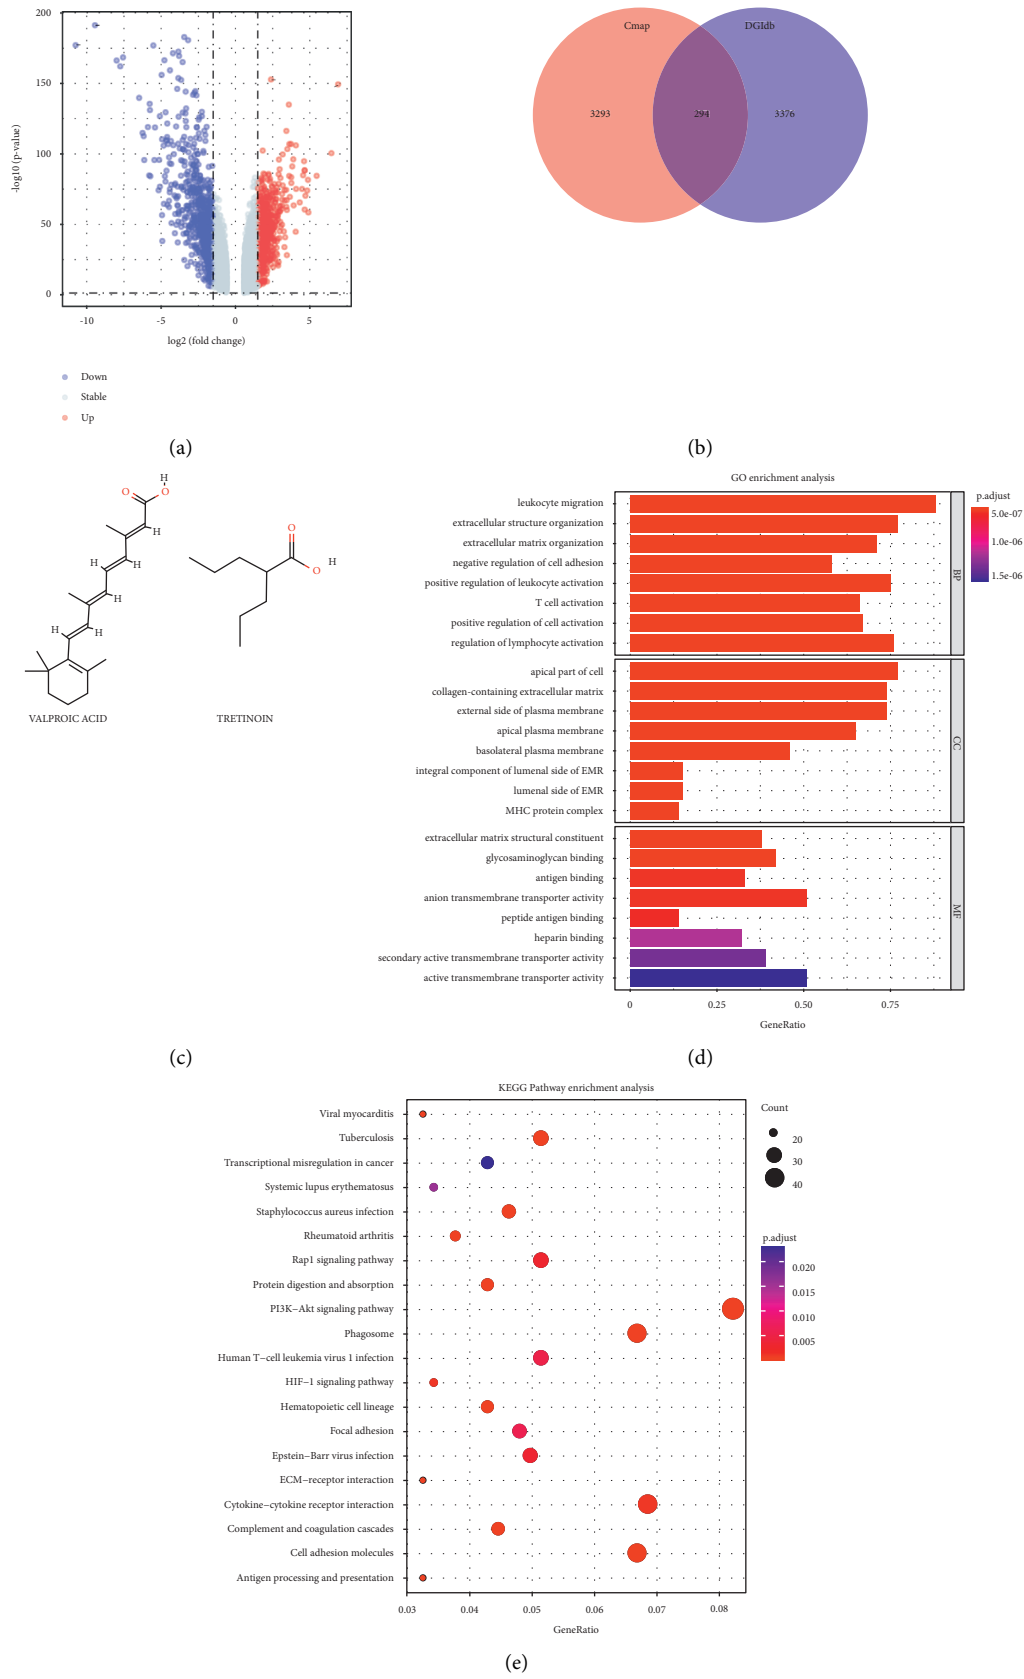 200
150
100
50
0
-log10 (p-value)
-10 -5 0 5
log2 (fold change)
Down
Stable
Up
(a)
Cmap DGIdb
3293 294 3376
(b)
H
O O
H
H H
H
H H
VALPROIC ACID
O
H
O
TRETINOIN
(c)
GO enrichment analysis
leukocyte migration
extracellular structure organization
extracellular matrix organization
negative regulation of cell adhesion
positive regulation of leukocyte activation
T cell activation
positive regulation of cell activation
regulation of lymphocyte activation
BP
apical part of cell
collagen-containing extracellular matrix
external side of plasma membrane
apical plasma membrane
basolateral plasma membrane
integral component of lumenal side of EMR
lumenal side of EMR
MHC protein complex
CC
extracellular matrix structural constituent
glycosaminoglycan binding
antigen binding
anion transmembrane transporter activity
peptide antigen binding
heparin binding
secondary active transmembrane transporter activity
active transmembrane transporter activity
MF
0 0.25 0.50 0.75
GeneRatio
p.adjust
5.0e-07
1.0e-06
1.5e-06
(d)
KEGG Pathway enrichment analysis
Viral myocarditis
Tuberculosis
Transcriptional misregulation in cancer
Systemic lupus erythematosus
Staphylococcus aureus infection
Rheumatoid arthritis
Rap1 signaling pathway
Protein digestion and absorption
PI3K−Akt signaling pathway
Phagosome
Human T−cell leukemia virus 1 infection
HIF−1 signaling pathway
Hematopoietic cell lineage
Focal adhesion
Epstein−Barr virus infection
ECM−receptor interaction
Cytokine−cytokine receptor interaction
Complement and coagulation cascades
Cell adhesion molecules
Antigen processing and presentation
0.03 0.04 0.05 0.06 0.07 0.08
GeneRatio
Count
20
30
40
p.adjust
0.020
0.015
0.010
0.005
(e)